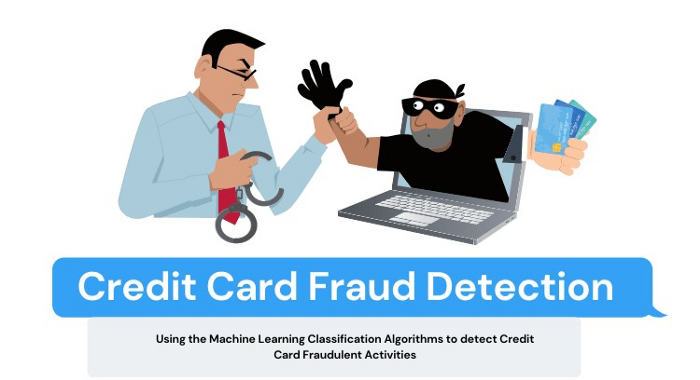 Credit Card Fraud Detection
Using the Machine Learning Classification Algorithms to detect Credit
Card Fraudulent Activities